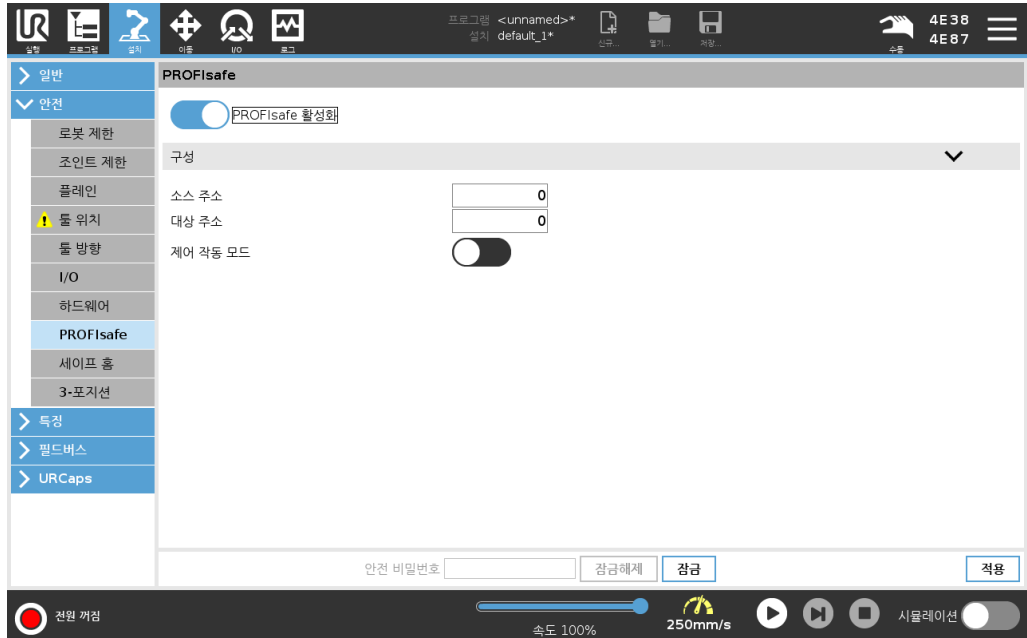 UR
프로그램 <unnamed>*
설치 default_1*
신규...
열기...
저장...
4E38
4E87
실행
프로그램
설치
이동
I/O
로그
수동
일반
안전
로봇 제한
조인트 제한
플레인
툴 위치
툴 방향
I/O
하드웨어
PROFIsafe
세이프 홈
3-포지션
특징
필드버스
URCaps
PROFIsafe
PROFIsafe 활성화
구성
소스 주소 0
대상 주소 0
제어 작동 모드
안전 비밀번호 잠금해제 잠금 적용
전원 꺼짐
속도 100%
250mm/s
시뮬레이션